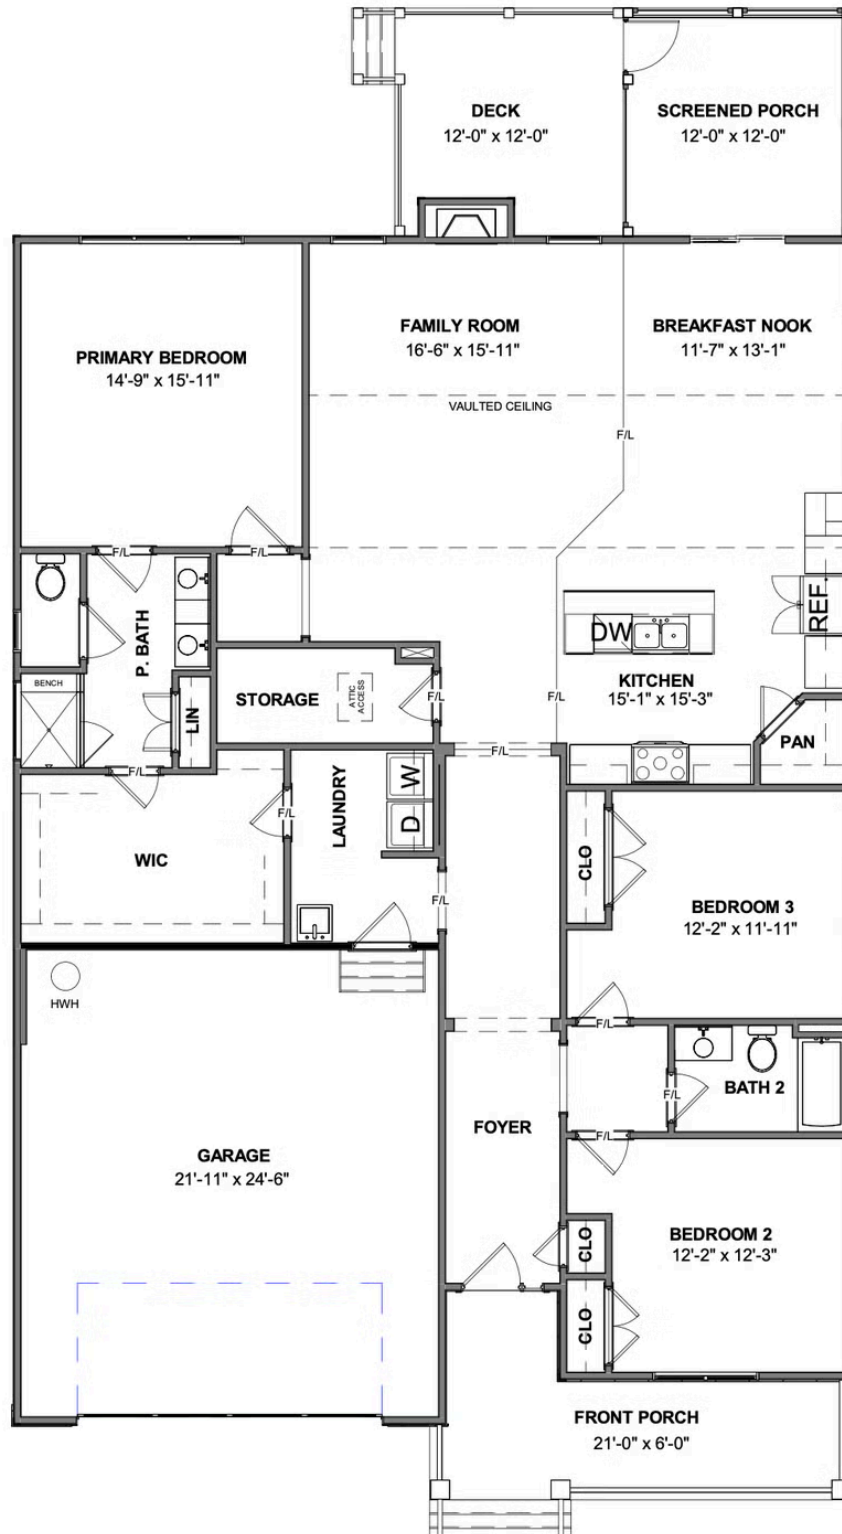 DECK
12'-0" x 12'-0"
SCREENED PORCH
12'-0" x 12'-0"
FAMILY ROOM
16'-6" x 15'-11"
BREAKFAST NOOK
11'-7" x 13'-1"
PRIMARY BEDROOM
14'-9" x 15'-11"
VAULTED CEILING
F/L
F/L
F/L
P. BATH
DW
REF
KITCHEN
15'-1" x 15'-3"
BENCH
STORAGE
ATTIC
ACCESS
F/L
F/L
LIN
PAN
F/L
F/L
LAUNDRY
W
D
F/L
WIC
CLO
F/L
BEDROOM 3
12'-2" x 11'-11"
HWH
F/L
BATH 2
F/L
FOYER
F/L
GARAGE
21'-11" x 24'-6"
CLO
BEDROOM 2
12'-2" x 12'-3"
CLO
FRONT PORCH
21'-0" x 6'-0"